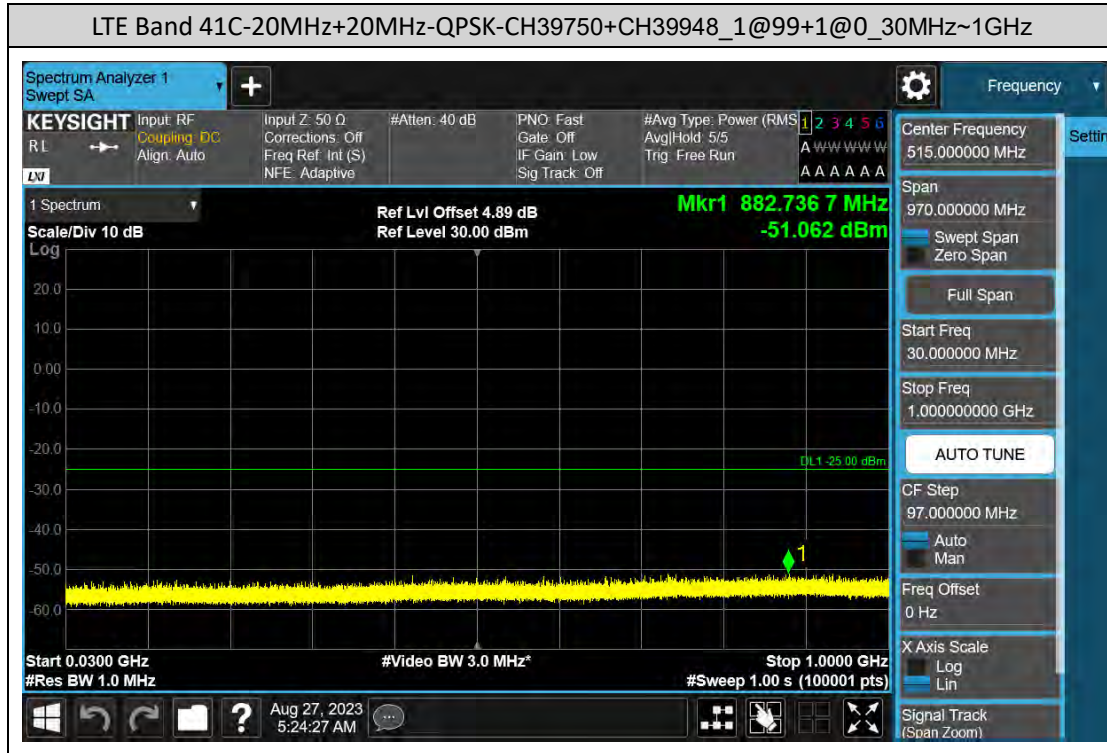 LTE Band 41C-20MHz+20MHz-QPSK-CH39750+CH39948_1@99+1@0_30MHz~1GHz
Spectrum Analyzer 1
Swept SA
+
Frequency
KEYSIGHT
RL
LXI
Input: RF
Coupling: DC
Align: Auto
Input Z: 50 Ω
Corrections: Off
Freq Ref: Int (S)
NFE: Adaptive
#Atten: 40 dB
PNO: Fast
Gate: Off
IF Gain: Low
Sig Track: Off
#Avg Type: Power (RMS
Avg|Hold: 5/5
Trig: Free Run
1 2 3 4 5 6
A W W W W W
A A A A A A
1 Spectrum
Scale/Div 10 dB
Log
Ref Lvl Offset 4.89 dB
Ref Level 30.00 dBm
Mkr1 882.736 7 MHz
-51.062 dBm
20.0
10.0
0.00
-10.0
-20.0
DL1 -25.00 dBm
-30.0
-40.0
1
-50.0
-60.0
Start 0.0300 GHz
#Res BW 1.0 MHz
#Video BW 3.0 MHz*
Stop 1.0000 GHz
#Sweep 1.00 s (100001 pts)
Center Frequency
515.000000 MHz
Settin
Span
970.000000 MHz
Swept Span
Zero Span
Full Span
Start Freq
30.000000 MHz
Stop Freq
1.000000000 GHz
AUTO TUNE
CF Step
97.000000 MHz
Auto
Man
Freq Offset
0 Hz
X Axis Scale
Log
Lin
Signal Track
(Span Zoom)
?
Aug 27, 2023
5:24:27 AM